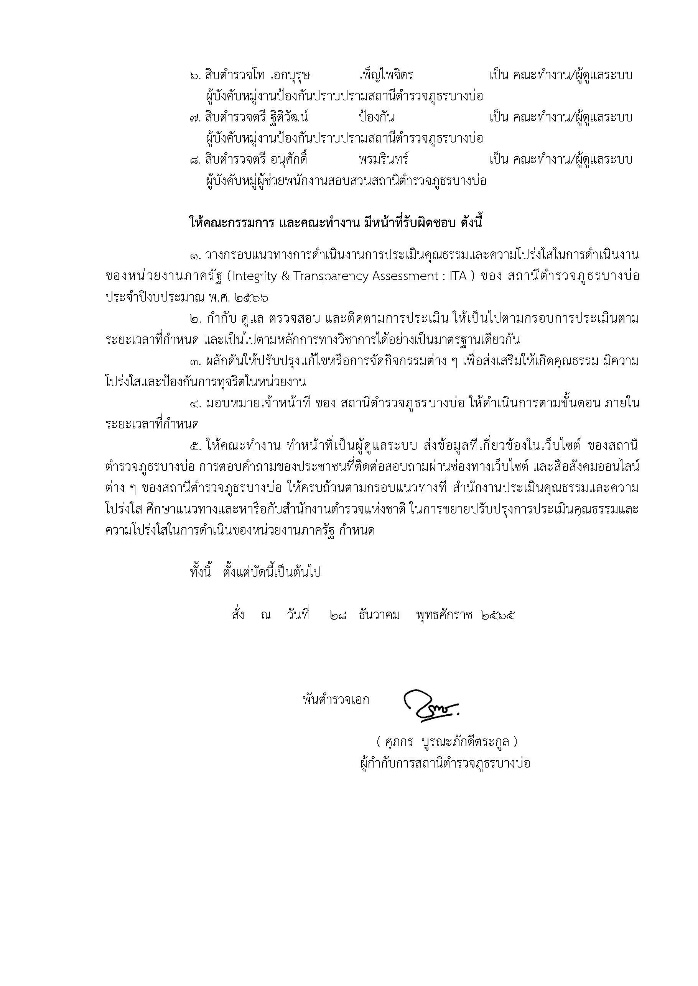 ๖. สิบตำรวจโท เอกบุรุษ เพ็ญไพจิตร เป็น คณะทำงาน/ผู้ดูแลระบบ
ผู้บังคับหมู่งานป้องกันปราบปรามสถานีตำรวจภูธรบางบ่อ
๗. สิบตำรวจตรี ฐิติวัฒน์ ป้องกัน เป็น คณะทำงาน/ผู้ดูแลระบบ
ผู้บังคับหมู่งานป้องกันปราบปรามสถานีตำรวจภูธรบางบ่อ
๘. สิบตำรวจตรี อนุศักดิ์ พรมรินทร์ เป็น คณะทำงาน/ผู้ดูแลระบบ
ผู้บังคับหมู่ผู้ช่วยพนักงานสอบสวนสถานีตำรวจภูธรบางบ่อ
ให้คณะกรรมการ และคณะทำงาน มีหน้าที่รับผิดชอบ ดังนี้
๑. วางกรอบแนวทางการดำเนินงานการประเมินคุณธรรมและความโปร่งใสในการดำเนินงาน
ของหน่วยงานภาครัฐ (Integrity & Transparency Assessment : ITA ) ของ สถานีตำรวจภูธรบางบ่อ
ประจำปีงบประมาณ พ.ศ. ๒๕๖๖
๒. กำกับ ดูแล ตรวจสอบ และติดตามการประเมิน ให้เป็นไปตามกรอบการประเมินตาม
ระยะเวลาที่กำหนด และเป็นไปตามหลักการทางวิชาการได้อย่างเป็นมาตรฐานเดียวกัน
๓. ผลักดันให้ปรับปรุงแก้ไขหรือการจัดกิจกรรมต่าง ๆ เพื่อส่งเสริมให้เกิดคุณธรรม มีความ
โปร่งใสและป้องกันการทุจริตในหน่วยงาน
๔. มอบหมายเจ้าหน้าที่ ของ สถานีตำรวจภูธรบางบ่อ ให้ดำเนินการตามขั้นตอน ภายใน
ระยะเวลาที่กำหนด
๕. ให้คณะทำงาน ทำหน้าที่เป็นผู้ดูแลระบบ ส่งข้อมูลที่เกี่ยวข้องในเว็บไซต์ ของสถานี
ตำรวจภูธรบางบ่อ การตอบคำถามของประชาชนที่ติดต่อสอบถามผ่านช่องทางเว็บไซต์ และสื่อสังคมออนไลน์
ต่าง ๆ ของสถานีตำรวจภูธรบางบ่อ ให้ครบถ้วนตามกรอบแนวทางที่ สำนักงานประเมินคุณธรรมและความ
โปร่งใส ศึกษาแนวทางและหารือกับสำนักงานตำรวจแห่งชาติ ในการขยายปรับปรุงการประเมินคุณธรรมและ
ความโปร่งใสในการดำเนินของหน่วยงานภาครัฐ กำหนด
ทั้งนี้ ตั้งแต่บัดนี้เป็นต้นไป
สั่ง ณ วันที่ ๒๘ ธันวาคม พุทธศักราช ๒๕๖๕
พันตำรวจเอก
( ศุภกร บูรณะภักดีตระกูล )
ผู้กำกับการสถานีตำรวจภูธรบางบ่อ